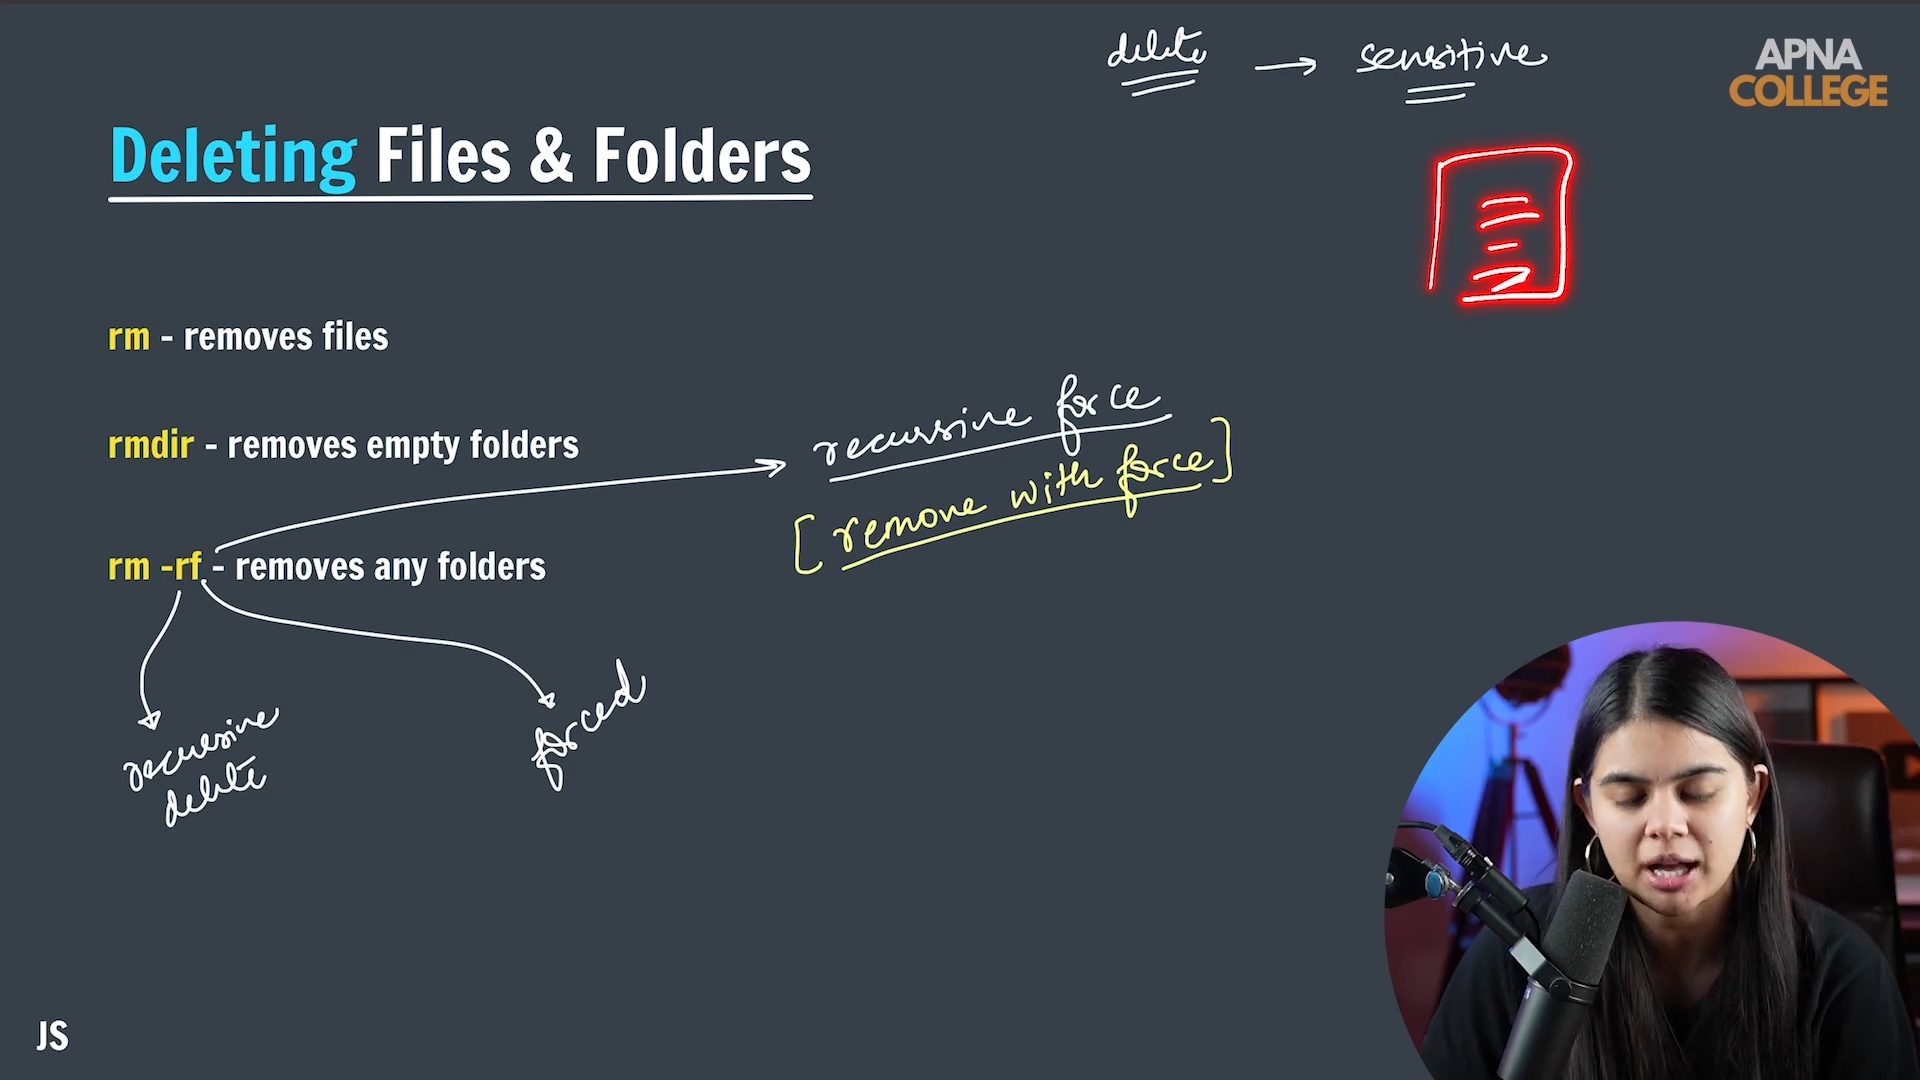 delete → sensitive
APNA
COLLEGE
Deleting Files & Folders
rm - removes files
rmdir - removes empty folders
recursive force
[remove with force]
rm -rf - removes any folders
recursive
delete
forced
JS